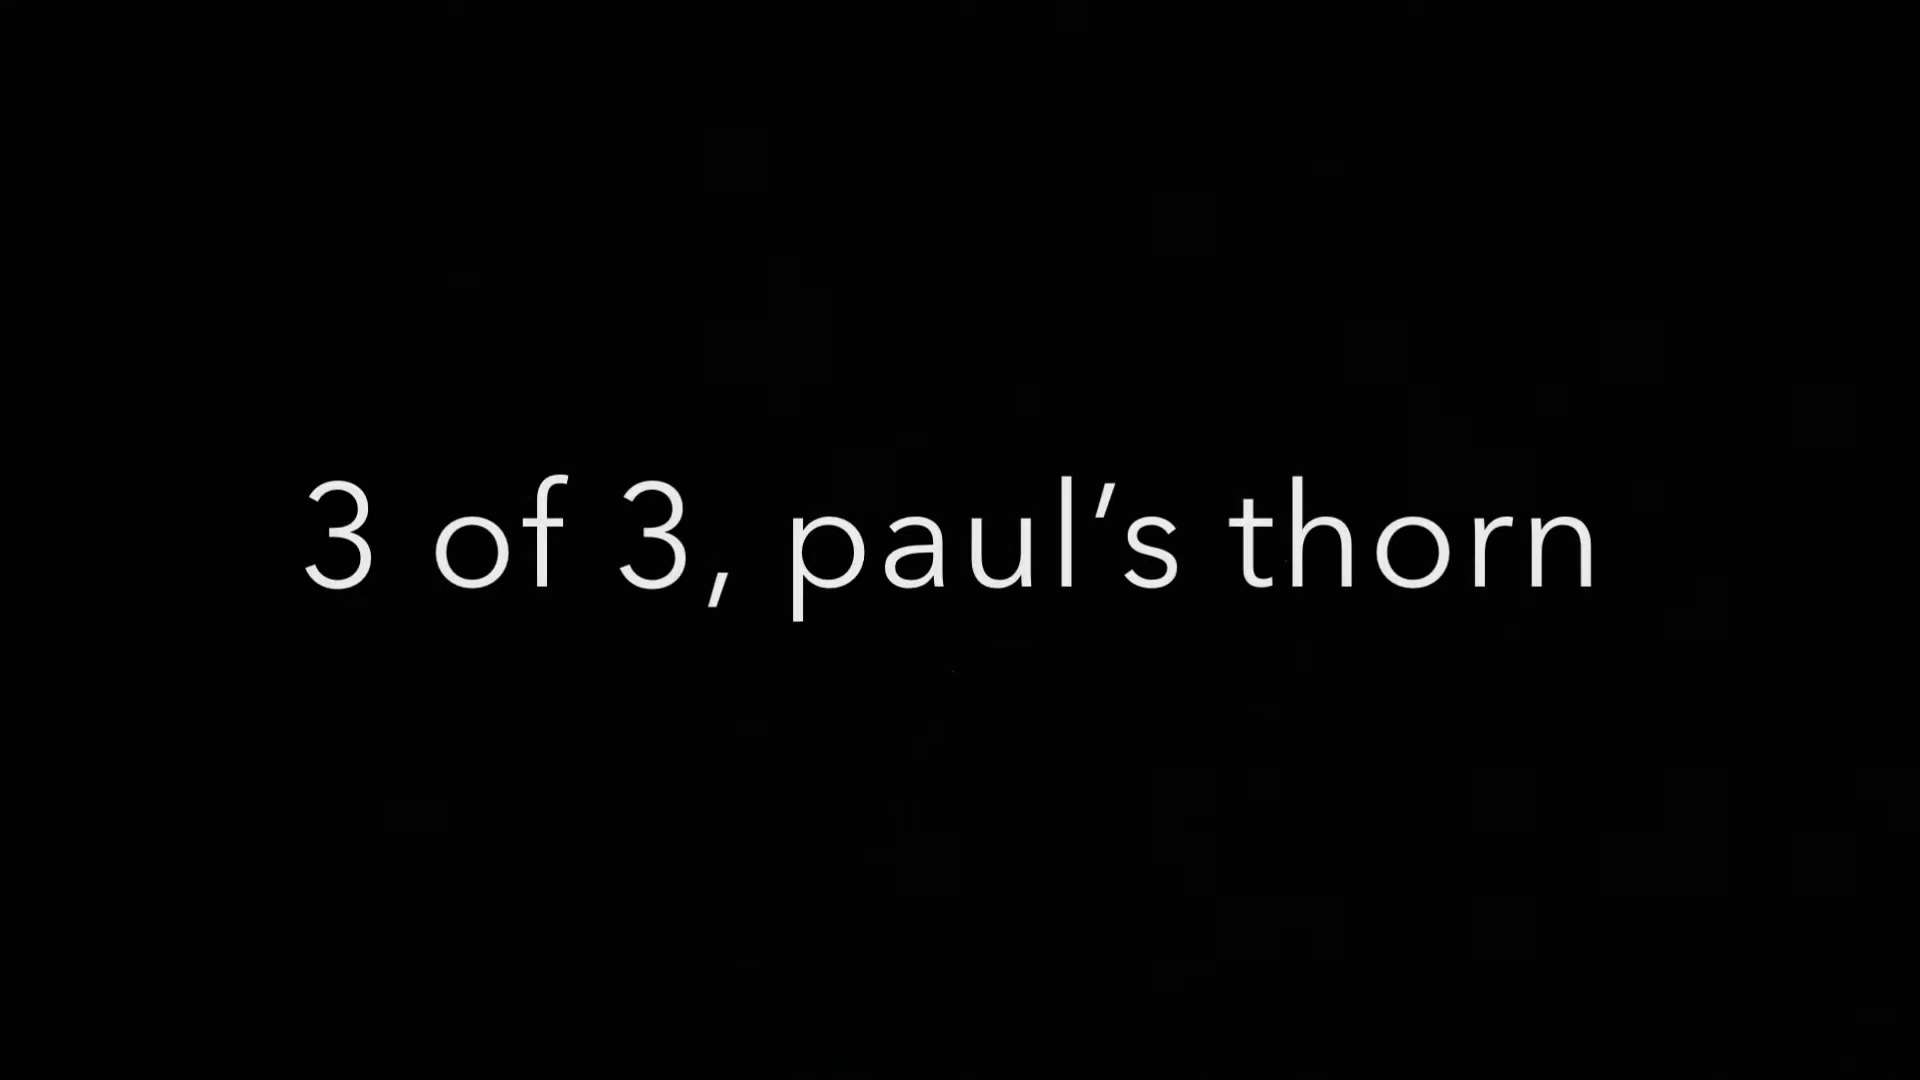 3 of 3, paul’s thorn